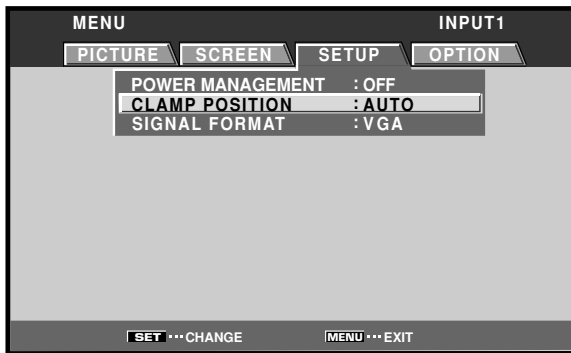 MENU INPUT1
PICTURE SCREEN SETUP OPTION
POWER MANAGEMENT : OFF
CLAMP POSITION : AUTO
SIGNAL FORMAT : VGA
SET ··· CHANGE MENU ··· EXIT